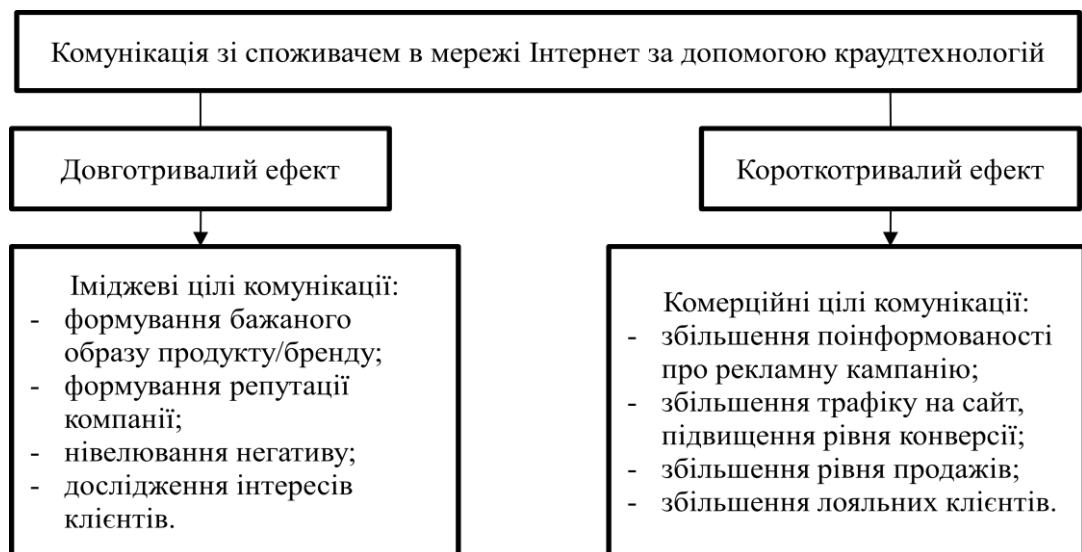 Комунікація зі споживачем в мережі Інтернет за допомогою краудтехнологій
Довготривалий ефект
Короткотривалий ефект
Іміджеві цілі комунікації:
- формування бажаного
образу продукту/бренду;
- формування репутації
компанії;
- нівелювання негативу;
- дослідження інтересів
клієнтів.
Комерційні цілі комунікації:
- збільшення поінформованості
про рекламну кампанію;
- збільшення трафіку на сайт,
підвищення рівня конверсії;
- збільшення рівня продажів;
- збільшення лояльних клієнтів.